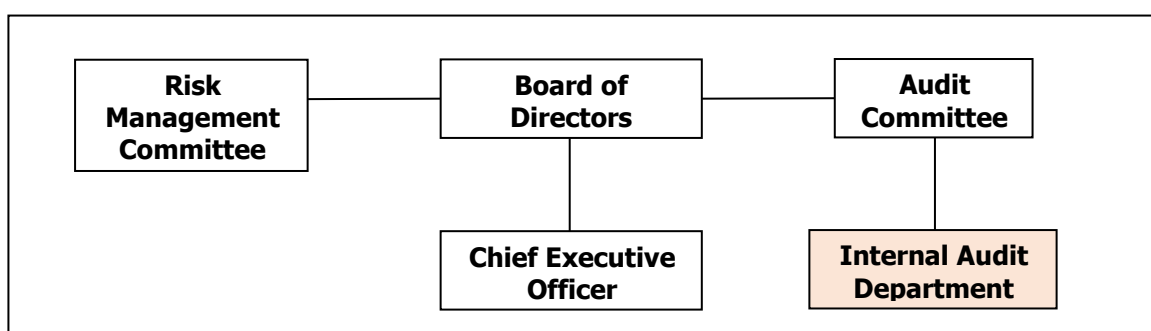 Risk
Management
Committee
Board of
Directors
Audit
Committee
Chief Executive
Officer
Internal Audit
Department